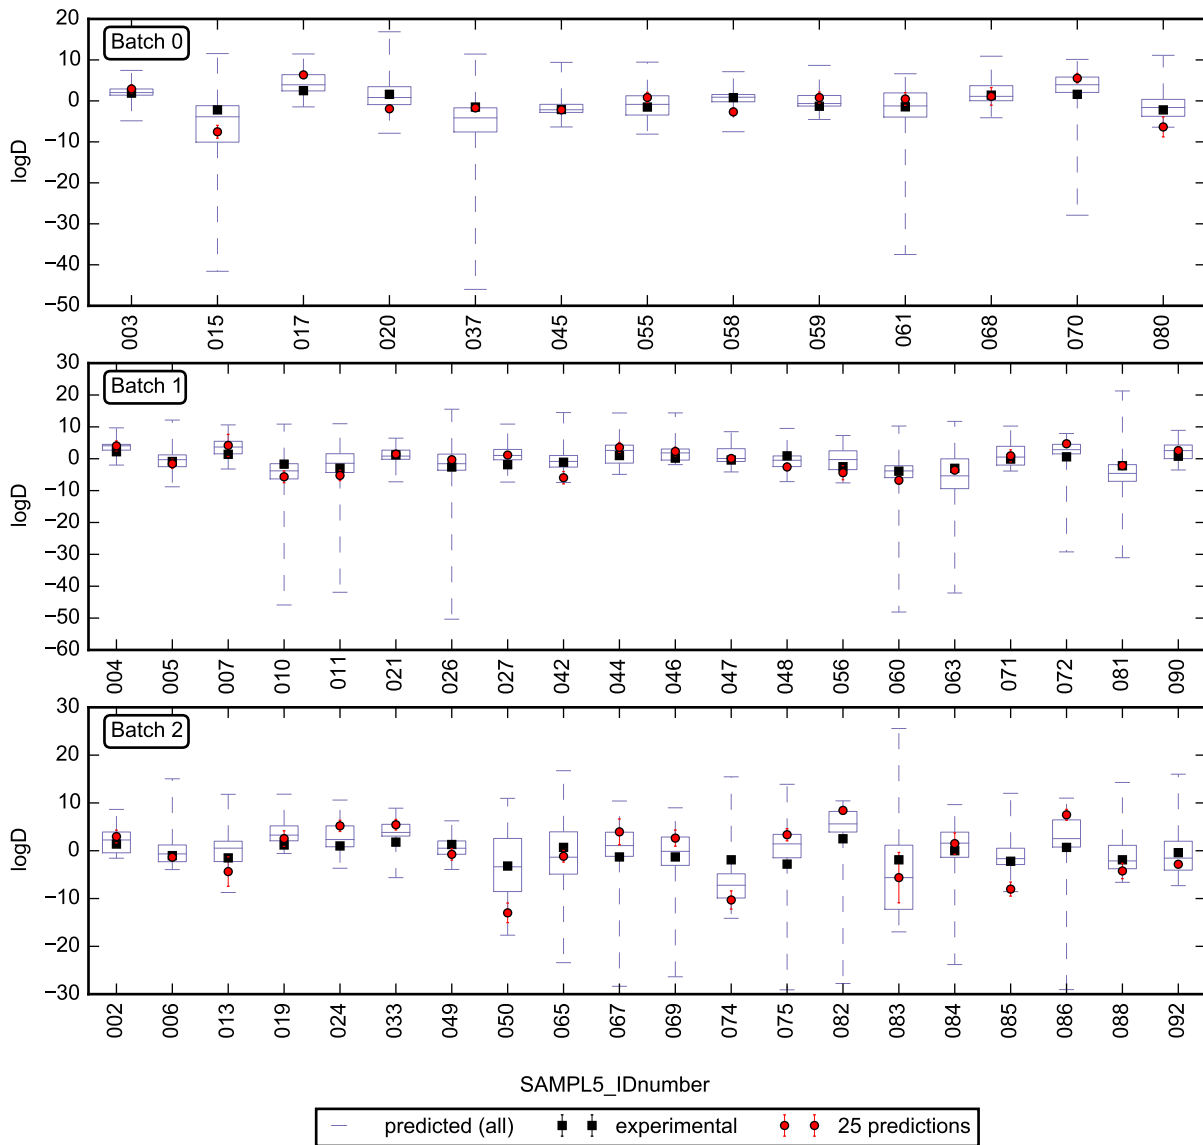 20
Batch 0
10
0
−10
logD
−20
−30
−40
−50
003 015 017 020 037 045 055 058 059 061 068 070 080
30
Batch 1
20
10
0
−10
logD
−20
−30
−40
−50
−60
004 005 007 010 011 021 026 027 042 044 046 047 048 056 060 063 071 072 081 090
30
Batch 2
20
10
0
logD
−10
−20
−30
002 006 013 019 024 033 049 050 065 067 069 074 075 082 083 084 085 086 088 092
SAMPL5_IDnumber
predicted (all) experimental 25 predictions